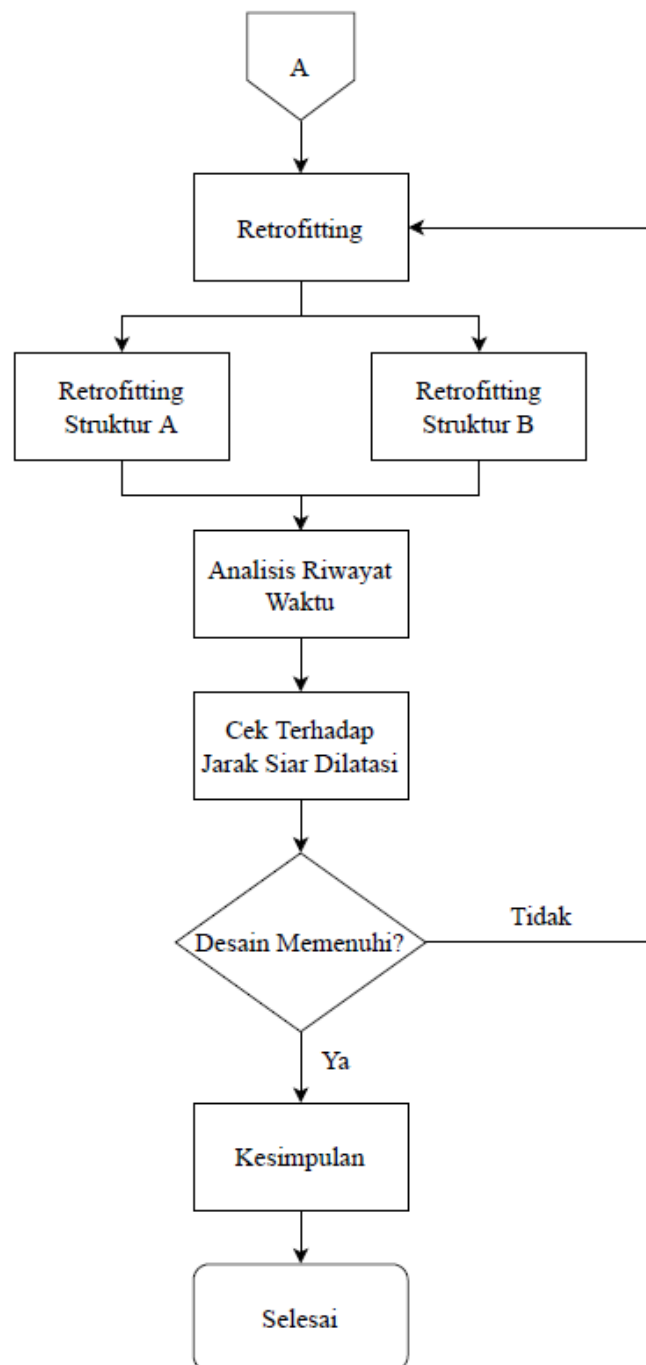 A
Retrofitting
Retrofitting
Struktur A
Retrofitting
Struktur B
Analisis Riwayat
Waktu
Cek Terhadap
Jarak Siar Dilatasi
Desain Memenuhi?
Tidak
Ya
Kesimpulan
Selesai